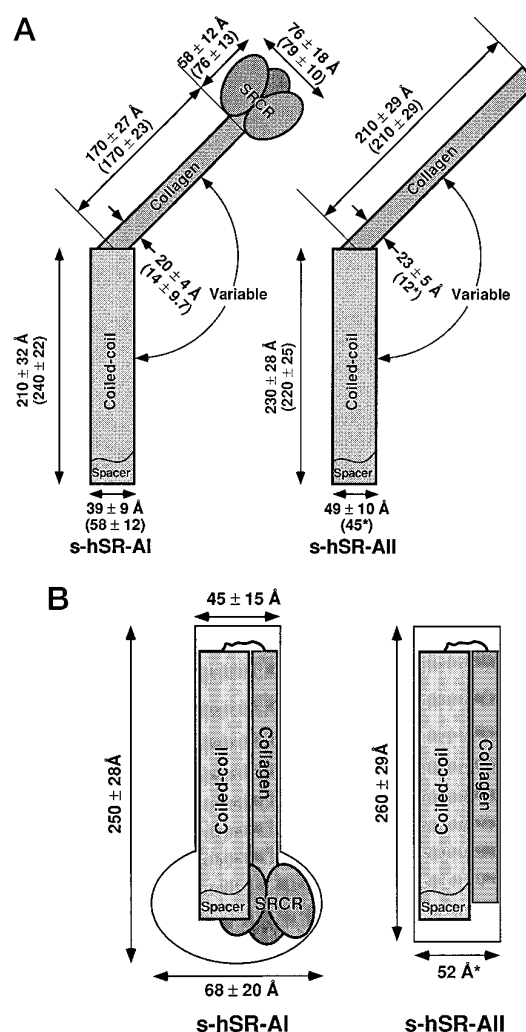 A
58 ± 12 Å
(76 ± 13)
76 ± 18 Å
(79 ± 10)
SRCR
170 ± 27 Å
(170 ± 23)
Collagen
20 ± 4 Å
(14 ± 9.7)
Variable
210 ± 32 Å
(240 ± 22)
Coiled-coil
Spacer
39 ± 9 Å
(58 ± 12)
s-hSR-AI
210 ± 29 Å
(210 ± 29)
Collagen
23 ± 5 Å
(12*)
Variable
230 ± 28 Å
(220 ± 25)
Coiled-coil
Spacer
49 ± 10 Å
(45*)
s-hSR-AII
B
45 ± 15 Å
250 ± 28Å
Coiled-coil
Collagen
Spacer
SRCR
68 ± 20 Å
s-hSR-AI
260 ± 29Å
Coiled-coil
Collagen
Spacer
52 Å*
s-hSR-AII